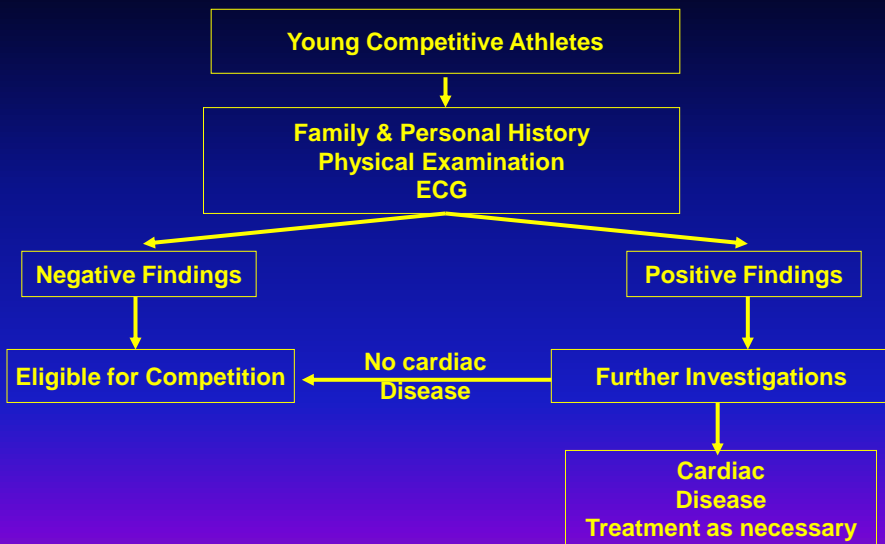 Young Competitive Athletes
Family & Personal History
Physical Examination
ECG
Negative Findings
Positive Findings
Eligible for Competition
No cardiac
Disease
Further Investigations
Cardiac
Disease
Treatment as necessary